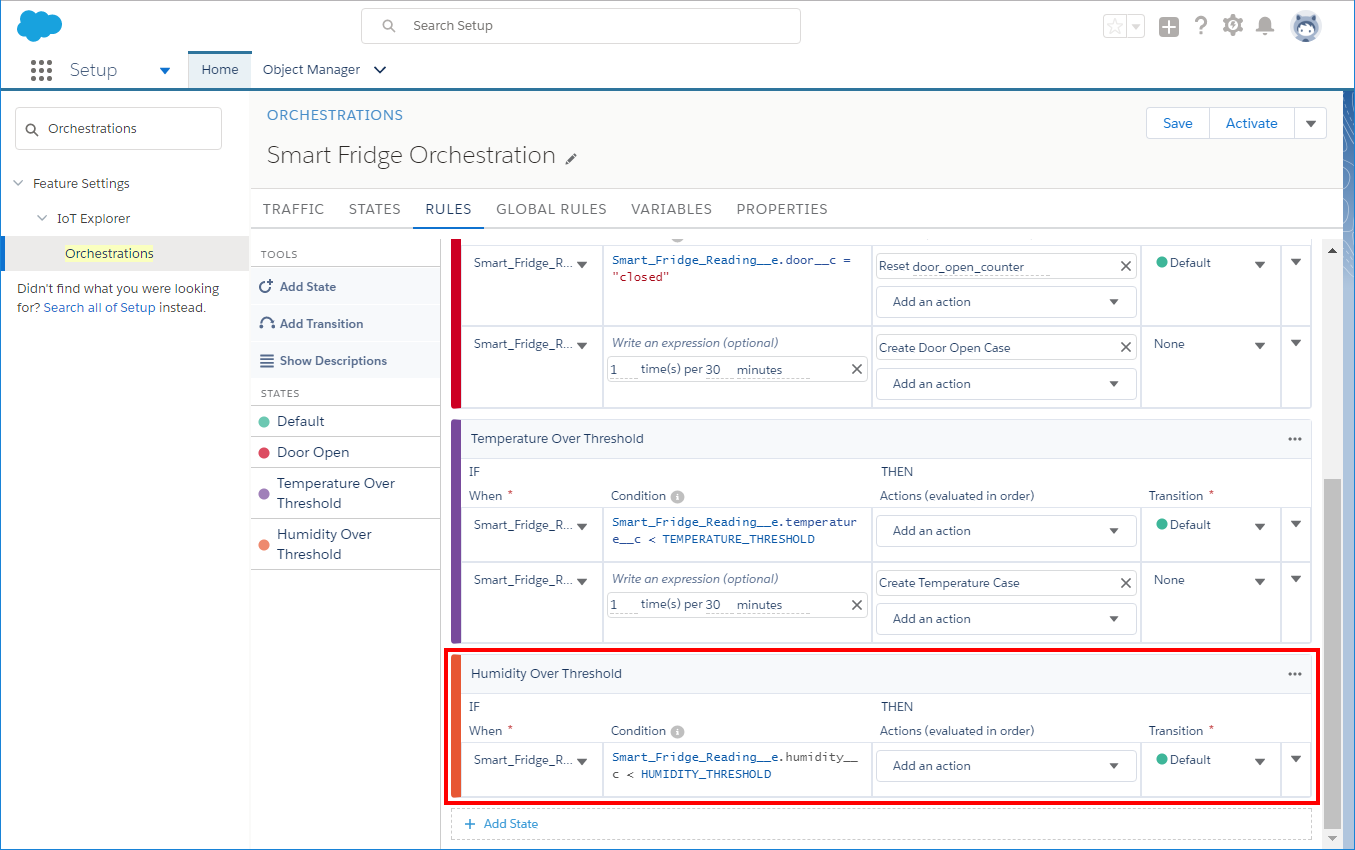 Search Setup
Setup
Home
Object Manager
Orchestrations
Feature Settings
IoT Explorer
Orchestrations
Didn't find what you were looking
for? Search all of Setup instead.
ORCHESTRATIONS
Smart Fridge Orchestration
Save
Activate
TRAFFIC
STATES
RULES
GLOBAL RULES
VARIABLES
PROPERTIES
TOOLS
Add State
Add Transition
Show Descriptions
STATES
Default
Door Open
Temperature Over
Threshold
Humidity Over
Threshold
Smart_Fridge_R...
Smart_Fridge_Reading__e.door__c =
"closed"
Reset door_open_counter
Add an action
Default
Smart_Fridge_R...
Write an expression (optional)
1 time(s) per 30 minutes
Create Door Open Case
Add an action
None
Temperature Over Threshold
IF
THEN
When *
Condition
Actions (evaluated in order)
Transition *
Smart_Fridge_R...
Smart_Fridge_Reading__e.temperatur
e__c < TEMPERATURE_THRESHOLD
Add an action
Default
Smart_Fridge_R...
Write an expression (optional)
1 time(s) per 30 minutes
Create Temperature Case
Add an action
None
Humidity Over Threshold
IF
THEN
When *
Condition
Actions (evaluated in order)
Transition *
Smart_Fridge_R...
Smart_Fridge_Reading__e.humidity__
c < HUMIDITY_THRESHOLD
Add an action
Default
+ Add State